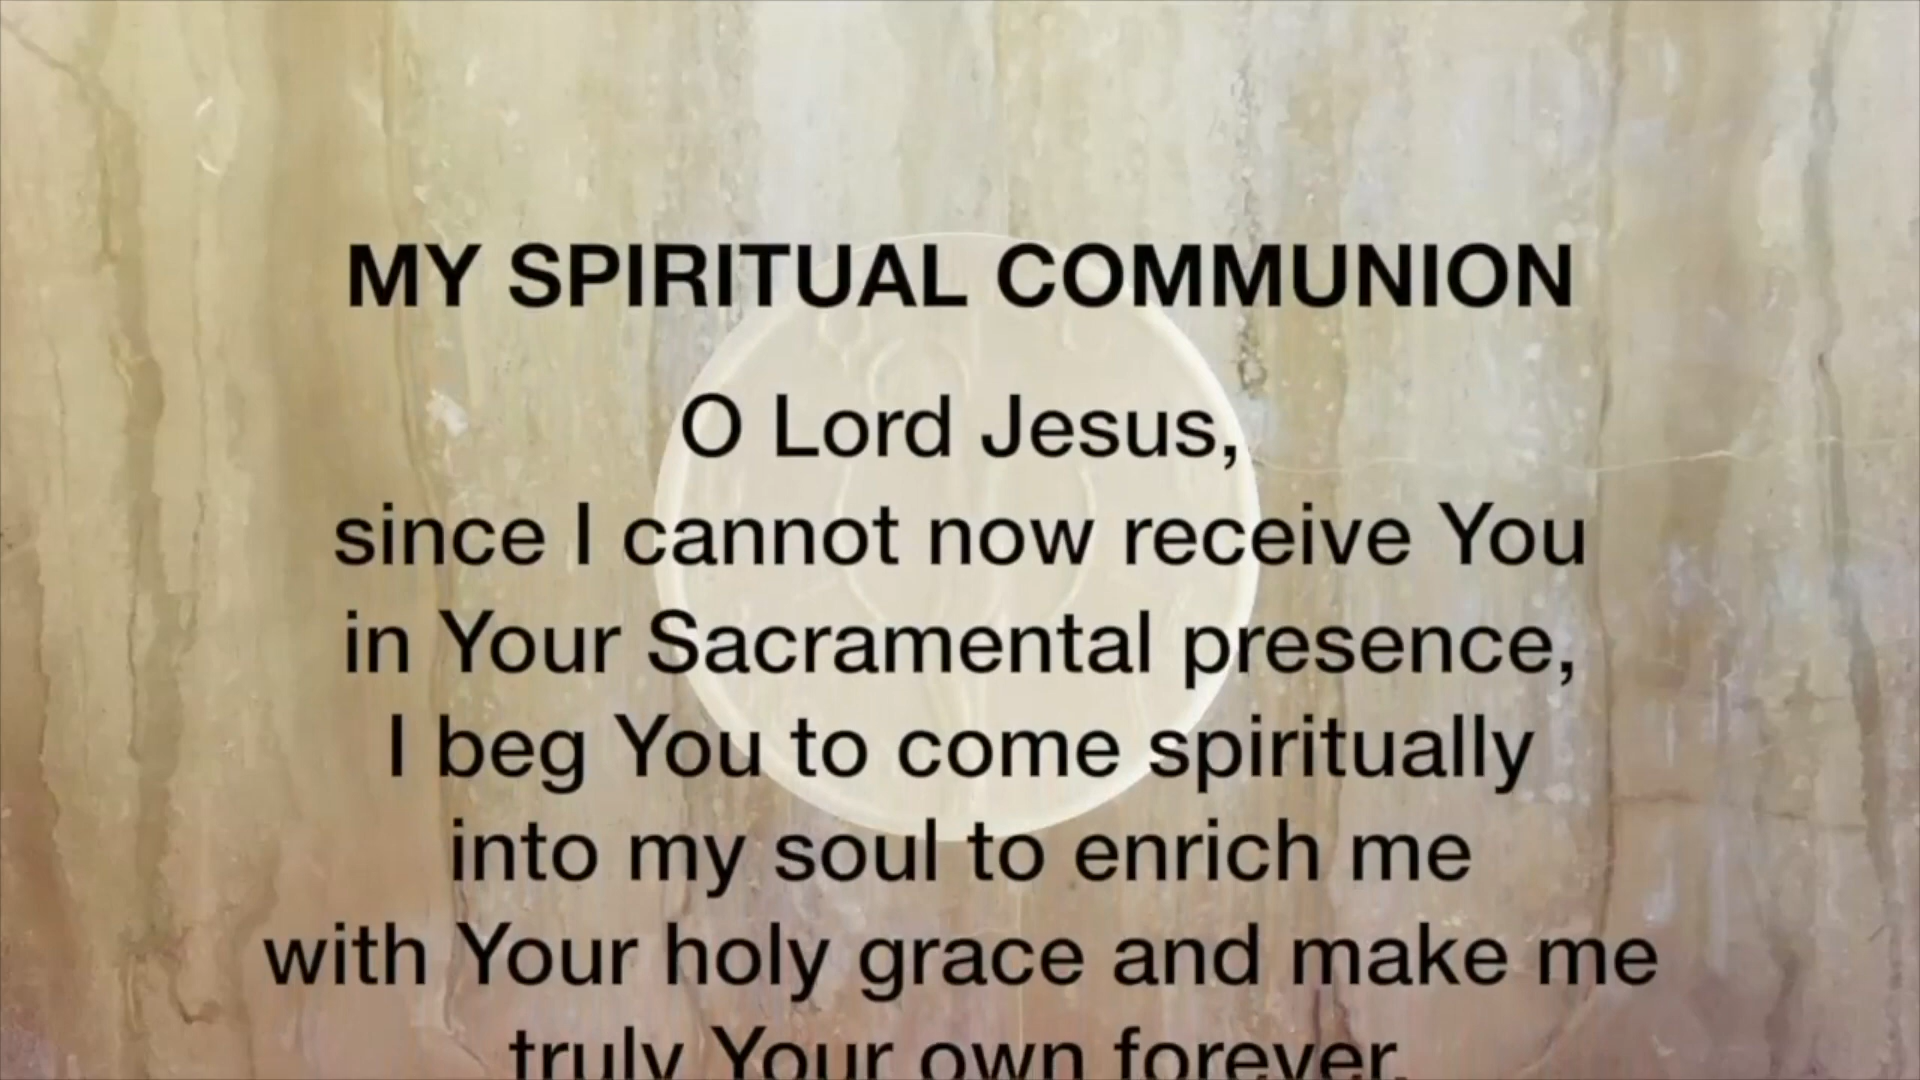 MY SPIRITUAL COMMUNION
O Lord Jesus,
since I cannot now receive You
in Your Sacramental presence,
I beg You to come spiritually
into my soul to enrich me
with Your holy grace and make me
truly Your own forever.